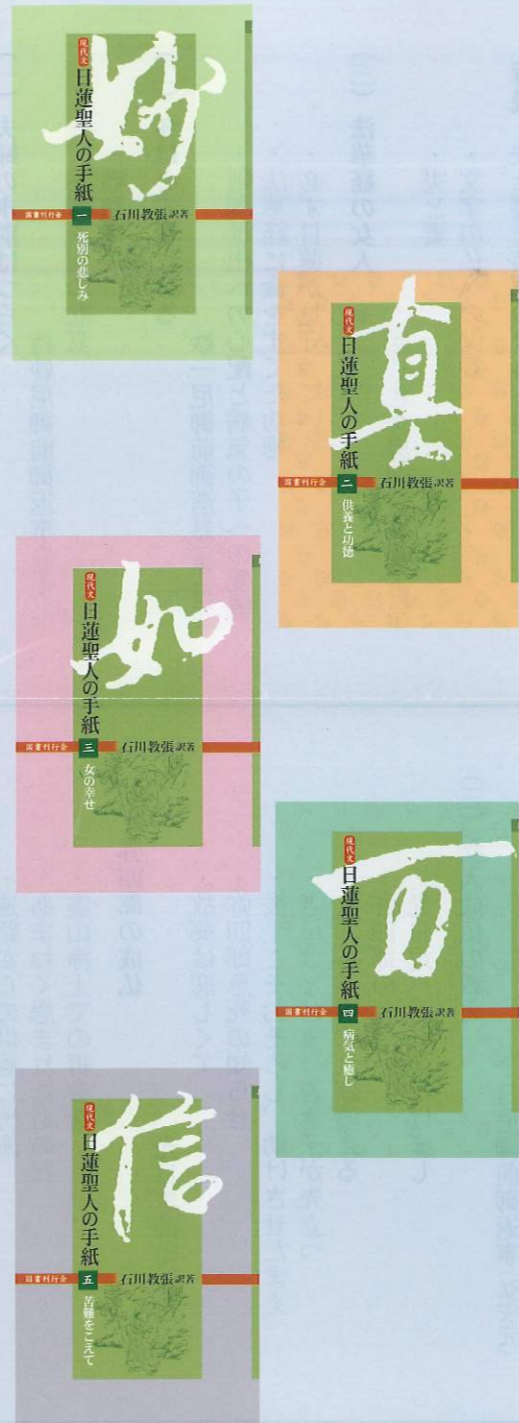 妙
現代文
日蓮聖人の手紙
一
死別の悲しみ
国書刊行会
石川教張 訳著
真
現代文
日蓮聖人の手紙
二
供養と功徳
国書刊行会
石川教張 訳著
如
現代文
日蓮聖人の手紙
三
女の幸せ
国書刊行会
石川教張 訳著
現代文
日蓮聖人の手紙
四
病気と癒し
国書刊行会
石川教張 訳著
信
現代文
日蓮聖人の手紙
五
苦難をこえて
国書刊行会
石川教張 訳著